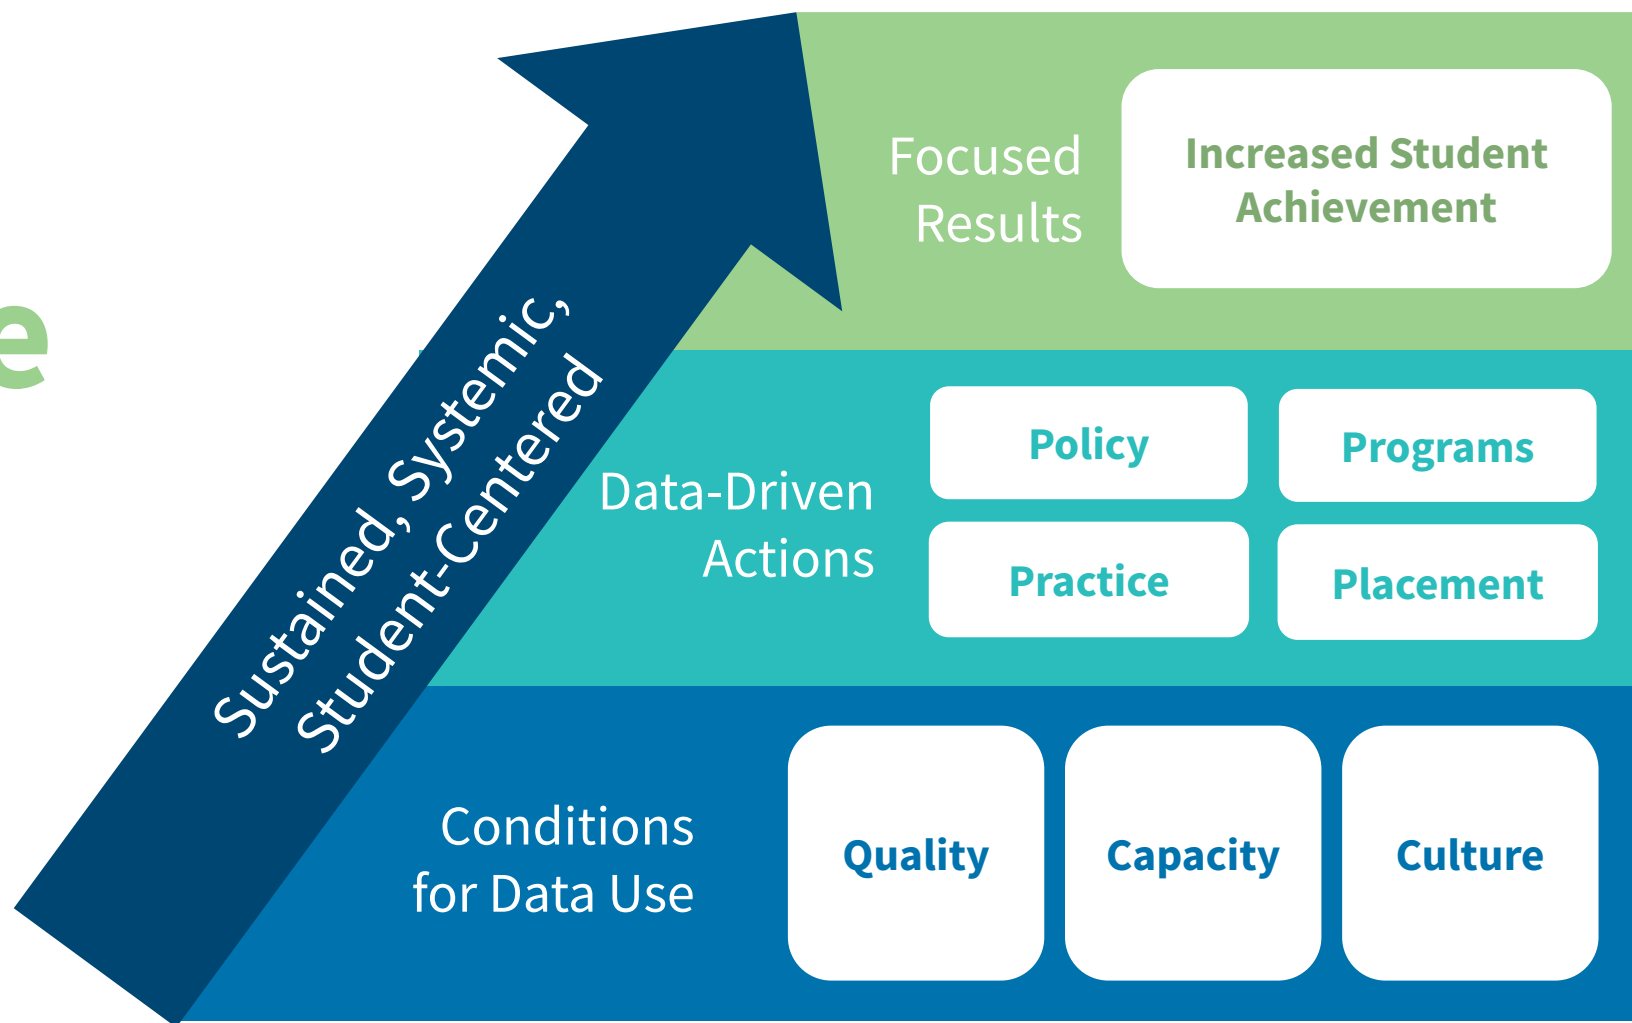 Focused
Results
Increased Student
Achievement
Sustained, Systemic,
Student-Centered
Data-Driven
Actions
Policy
Programs
Practice
Placement
Conditions
for Data Use
Quality
Capacity
Culture
e